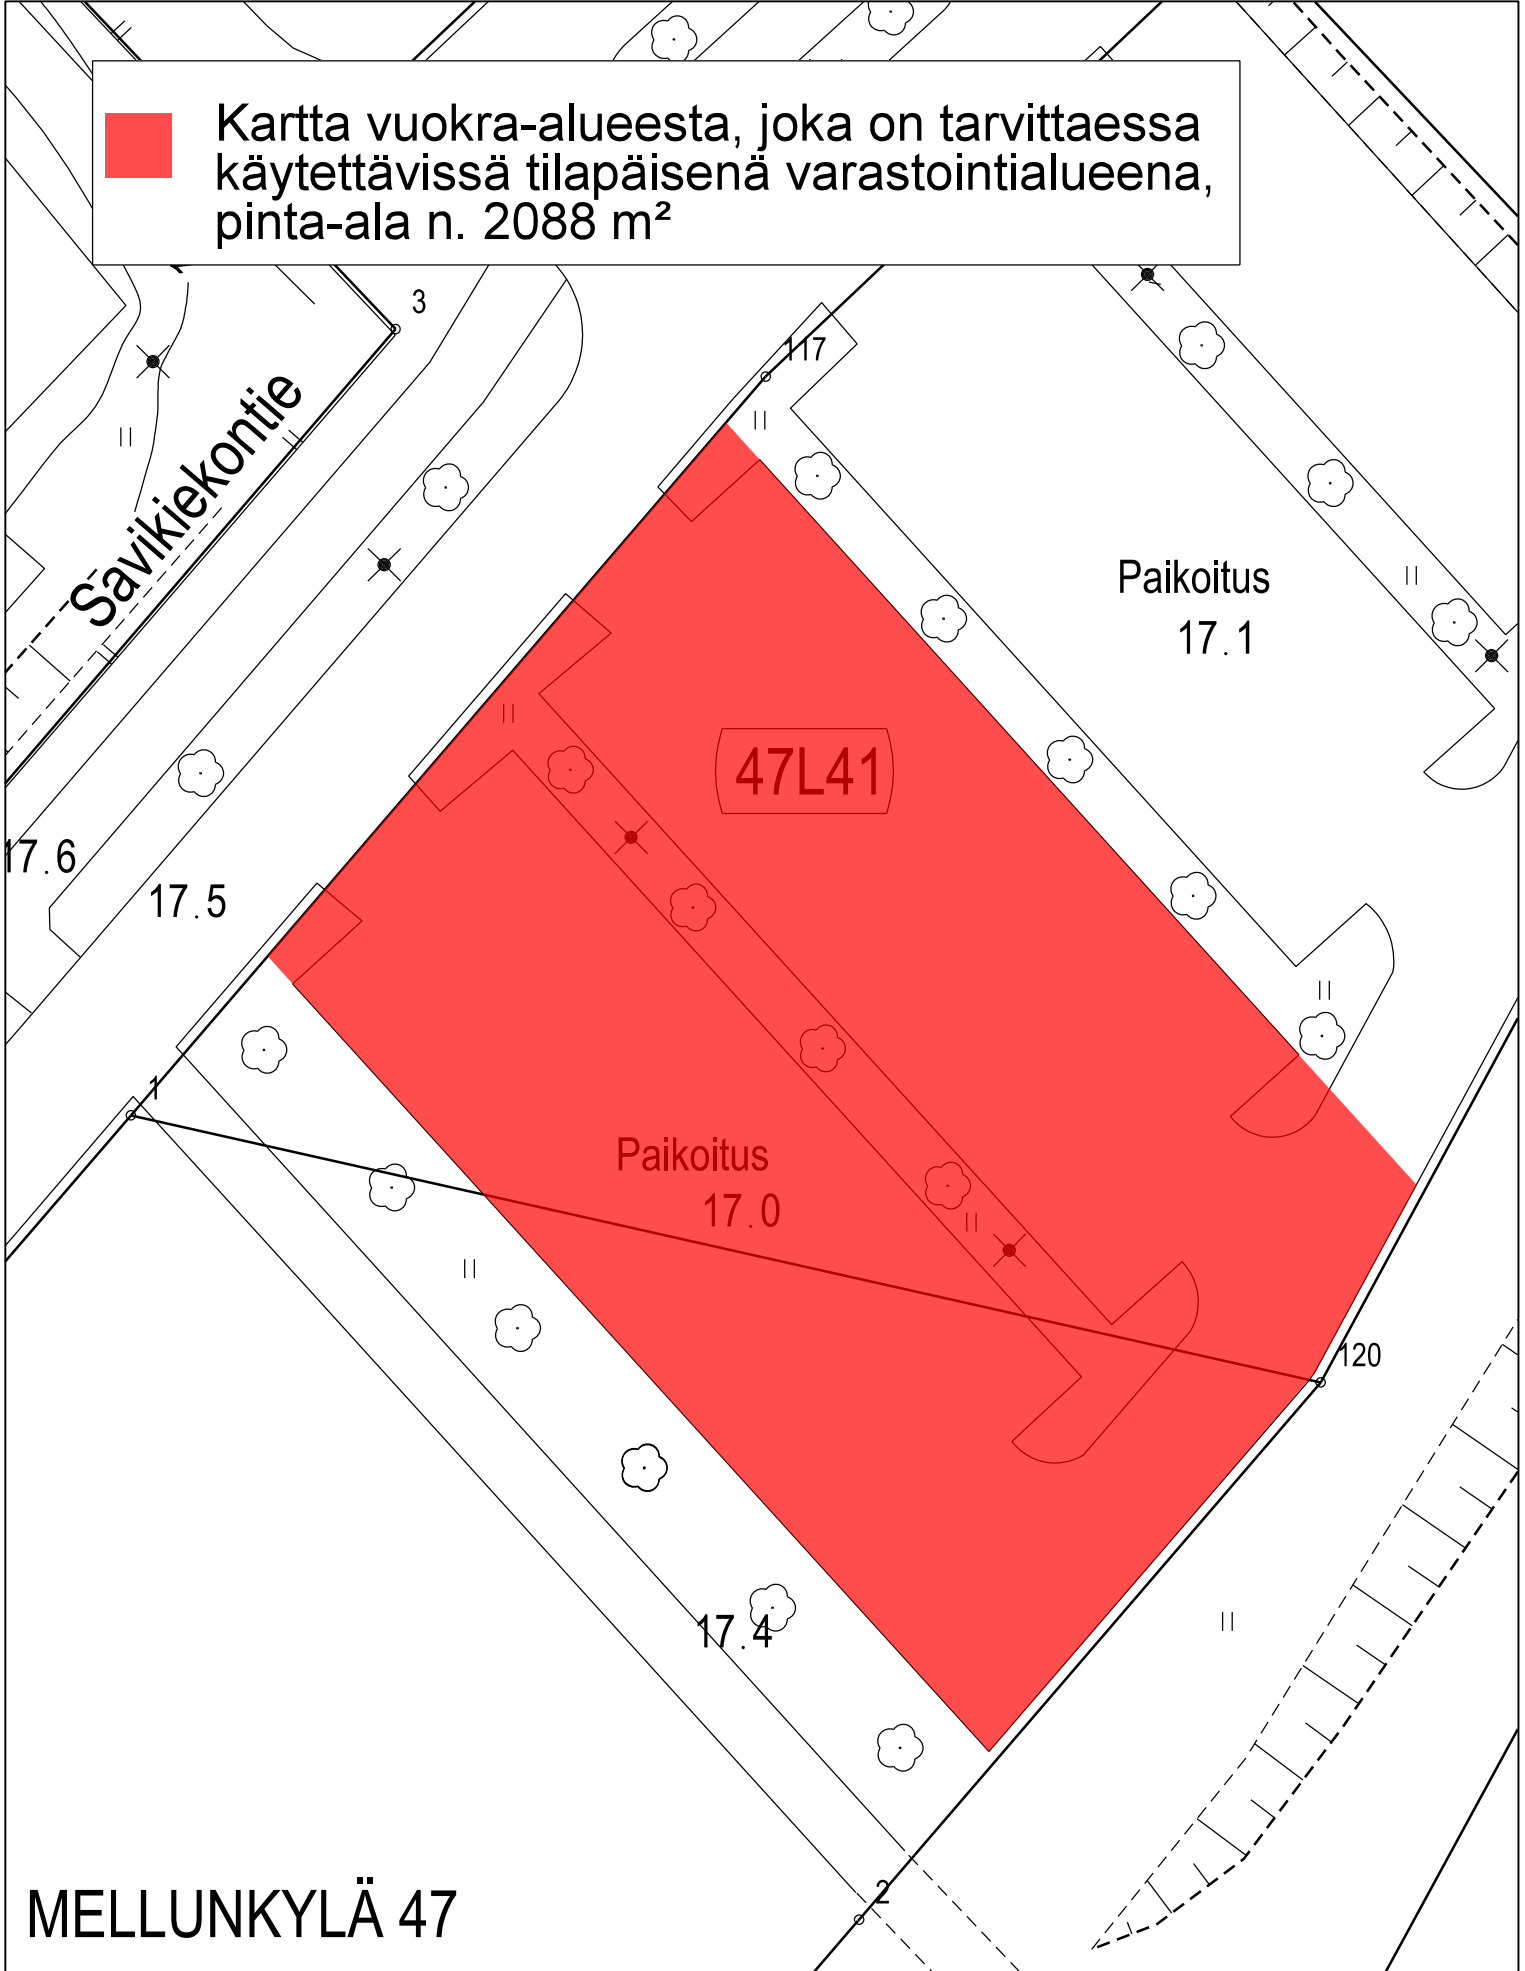 Kartta vuokra-alueesta, joka on tarvittaessa
käytettävissä tilapäisenä varastointialueena,
pinta-ala n. 2088 m²
3
117
Savikiekontie
Paikoitus
17.1
47L41
17.6
17.5
1
Paikoitus
17.0
120
17.4
2
MELLUNKYLÄ 47